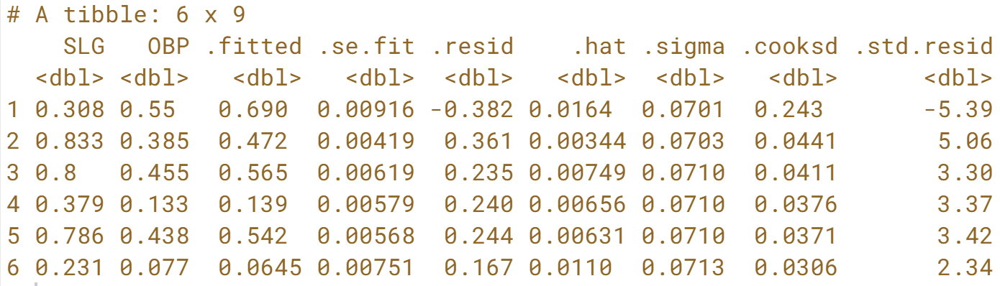 # A tibble: 6 x 9
    SLG   OBP .fitted .se.fit .resid    .hat .sigma .cooksd .std.resid
  <dbl> <dbl>   <dbl>   <dbl>  <dbl>   <dbl>  <dbl>   <dbl>      <dbl>
1 0.308 0.55   0.690  0.00916 -0.382 0.0164  0.0701  0.243       -5.39
2 0.833 0.385  0.472  0.00419  0.361 0.00344 0.0703  0.0441       5.06
3 0.8   0.455  0.565  0.00619  0.235 0.00749 0.0710  0.0411       3.30
4 0.379 0.133  0.139  0.00579  0.240 0.00656 0.0710  0.0376       3.37
5 0.786 0.438  0.542  0.00568  0.244 0.00631 0.0710  0.0371       3.42
6 0.231 0.077  0.0645 0.00751  0.167 0.0110  0.0713  0.0306       2.34